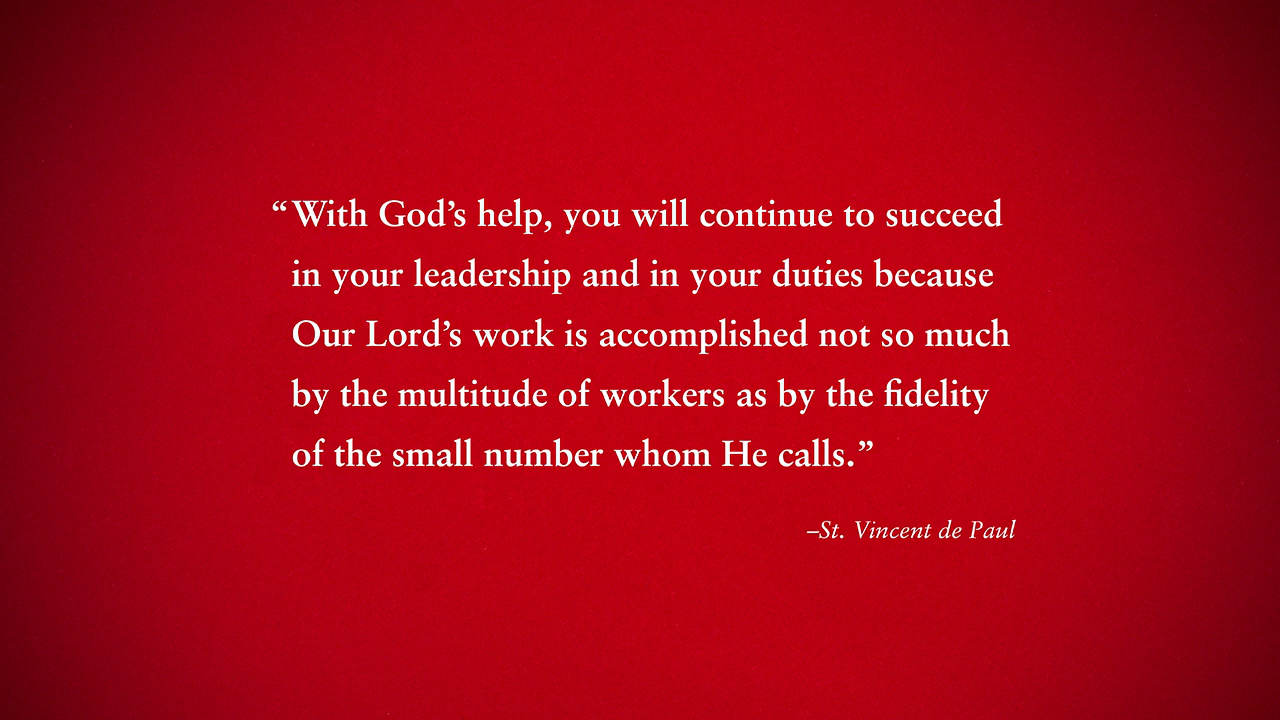 “With God’s help, you will continue to succeed
in your leadership and in your duties because
Our Lord’s work is accomplished not so much
by the multitude of workers as by the fidelity
of the small number whom He calls.”
–St. Vincent de Paul